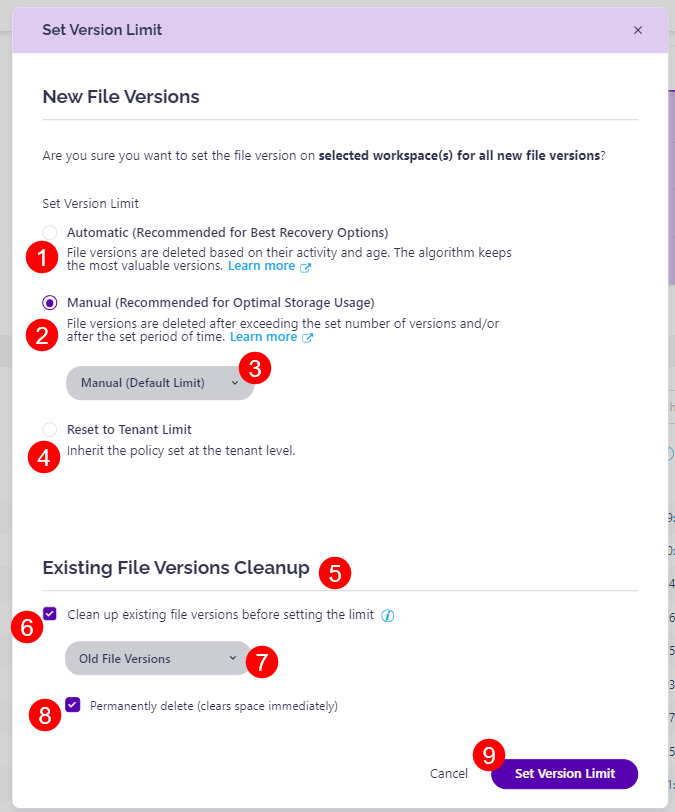 Set Version Limit
×
New File Versions
Are you sure you want to set the file version on selected workspace(s) for all new file versions?
Set Version Limit
Automatic (Recommended for Best Recovery Options)
1
File versions are deleted based on their activity and age. The algorithm keeps
the most valuable versions. Learn more
Manual (Recommended for Optimal Storage Usage)
2
File versions are deleted after exceeding the set number of versions and/or
after the set period of time. Learn more
Manual (Default Limit)
3
Reset to Tenant Limit
4
Inherit the policy set at the tenant level.
Existing File Versions Cleanup
5
6
Clean up existing file versions before setting the limit i
Old File Versions
7
8
Permanently delete (clears space immediately)
9
Cancel
Set Version Limit